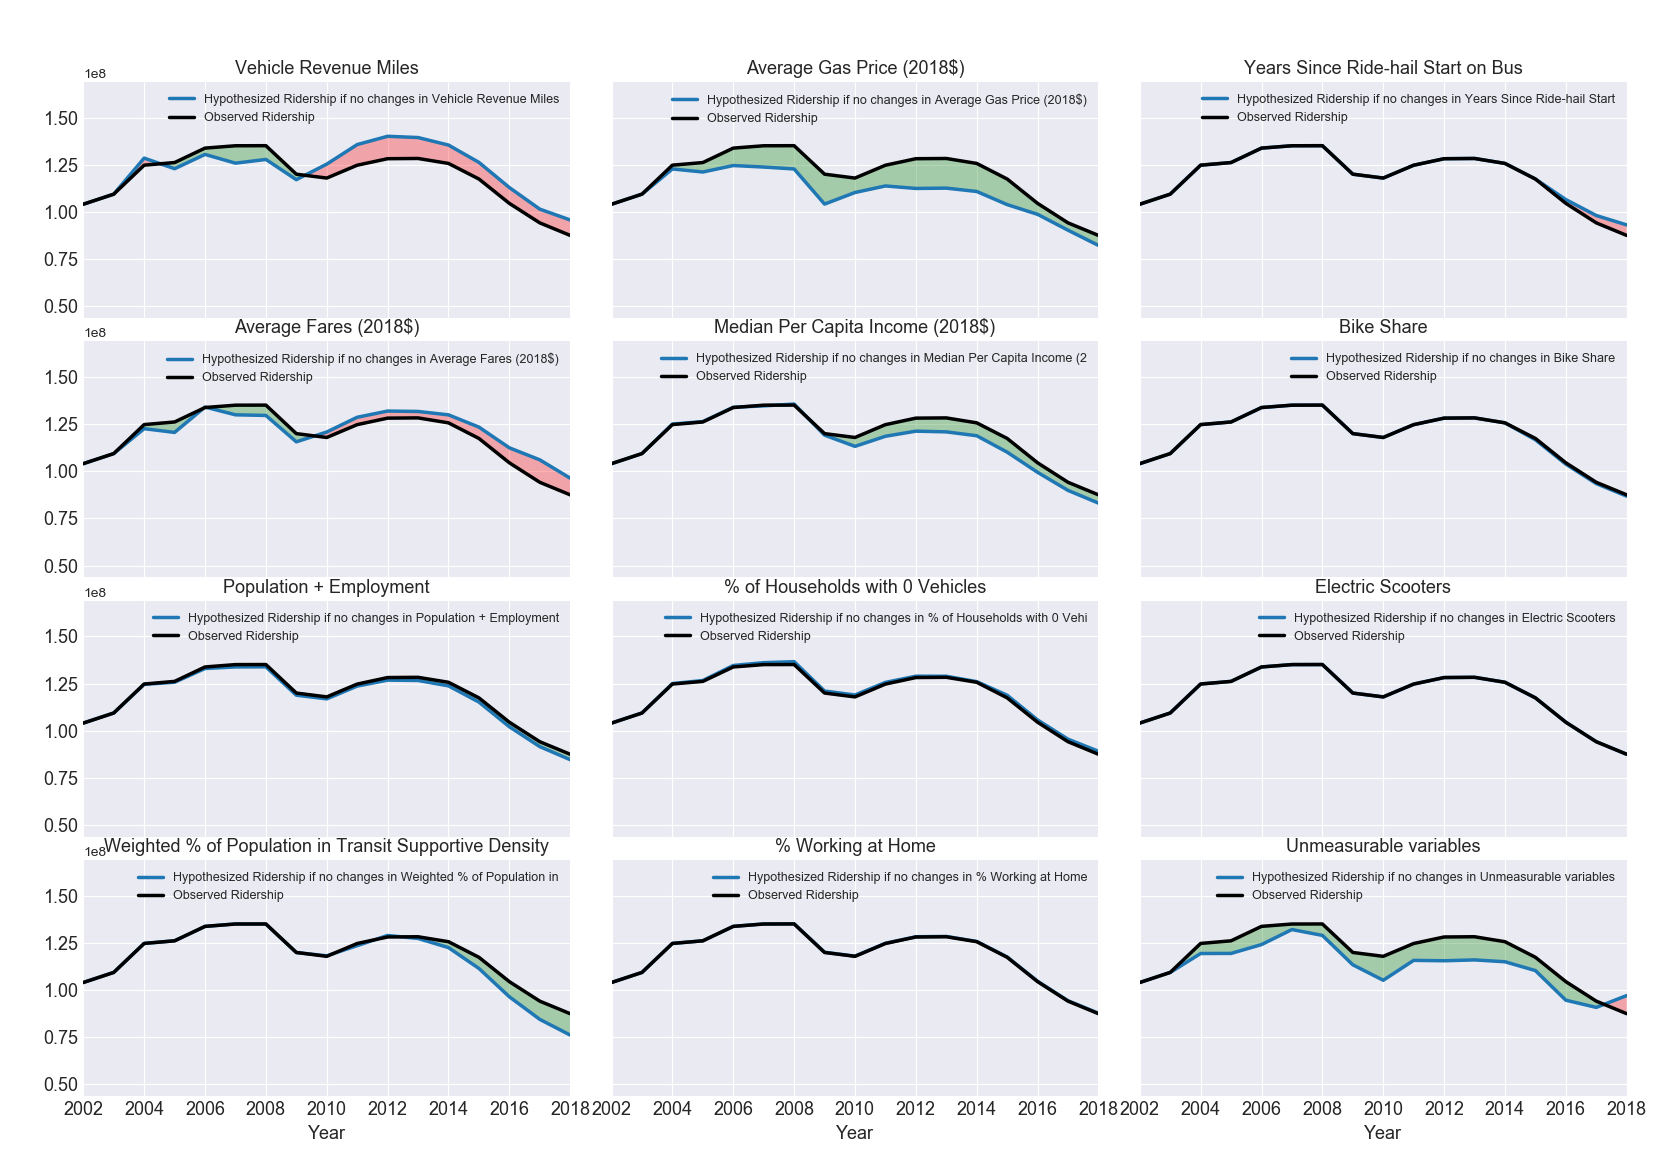 Vehicle Revenue Miles
1e8
Hypothesized Ridership if no changes in Vehicle Revenue Miles
Observed Ridership
1.50
1.25
1.00
0.75
0.50
Average Gas Price (2018$)
Hypothesized Ridership if no changes in Average Gas Price (2018$)
Observed Ridership
Years Since Ride-hail Start on Bus
Hypothesized Ridership if no changes in Years Since Ride-hail Start
Observed Ridership
Average Fares (2018$)
1e8
Hypothesized Ridership if no changes in Average Fares (2018$)
Observed Ridership
1.50
1.25
1.00
0.75
0.50
Median Per Capita Income (2018$)
Hypothesized Ridership if no changes in Median Per Capita Income (2
Observed Ridership
Bike Share
Hypothesized Ridership if no changes in Bike Share
Observed Ridership
Population + Employment
1e8
Hypothesized Ridership if no changes in Population + Employment
Observed Ridership
1.50
1.25
1.00
0.75
0.50
% of Households with 0 Vehicles
Hypothesized Ridership if no changes in % of Households with 0 Vehi
Observed Ridership
Electric Scooters
Hypothesized Ridership if no changes in Electric Scooters
Observed Ridership
Weighted % of Population in Transit Supportive Density
1e8
Hypothesized Ridership if no changes in Weighted % of Population in
Observed Ridership
1.50
1.25
1.00
0.75
0.50
2002 2004 2006 2008 2010 2012 2014 2016 2018
Year
% Working at Home
Hypothesized Ridership if no changes in % Working at Home
Observed Ridership
2002 2004 2006 2008 2010 2012 2014 2016 2018
Year
Unmeasurable variables
Hypothesized Ridership if no changes in Unmeasurable variables
Observed Ridership
2002 2004 2006 2008 2010 2012 2014 2016 2018
Year